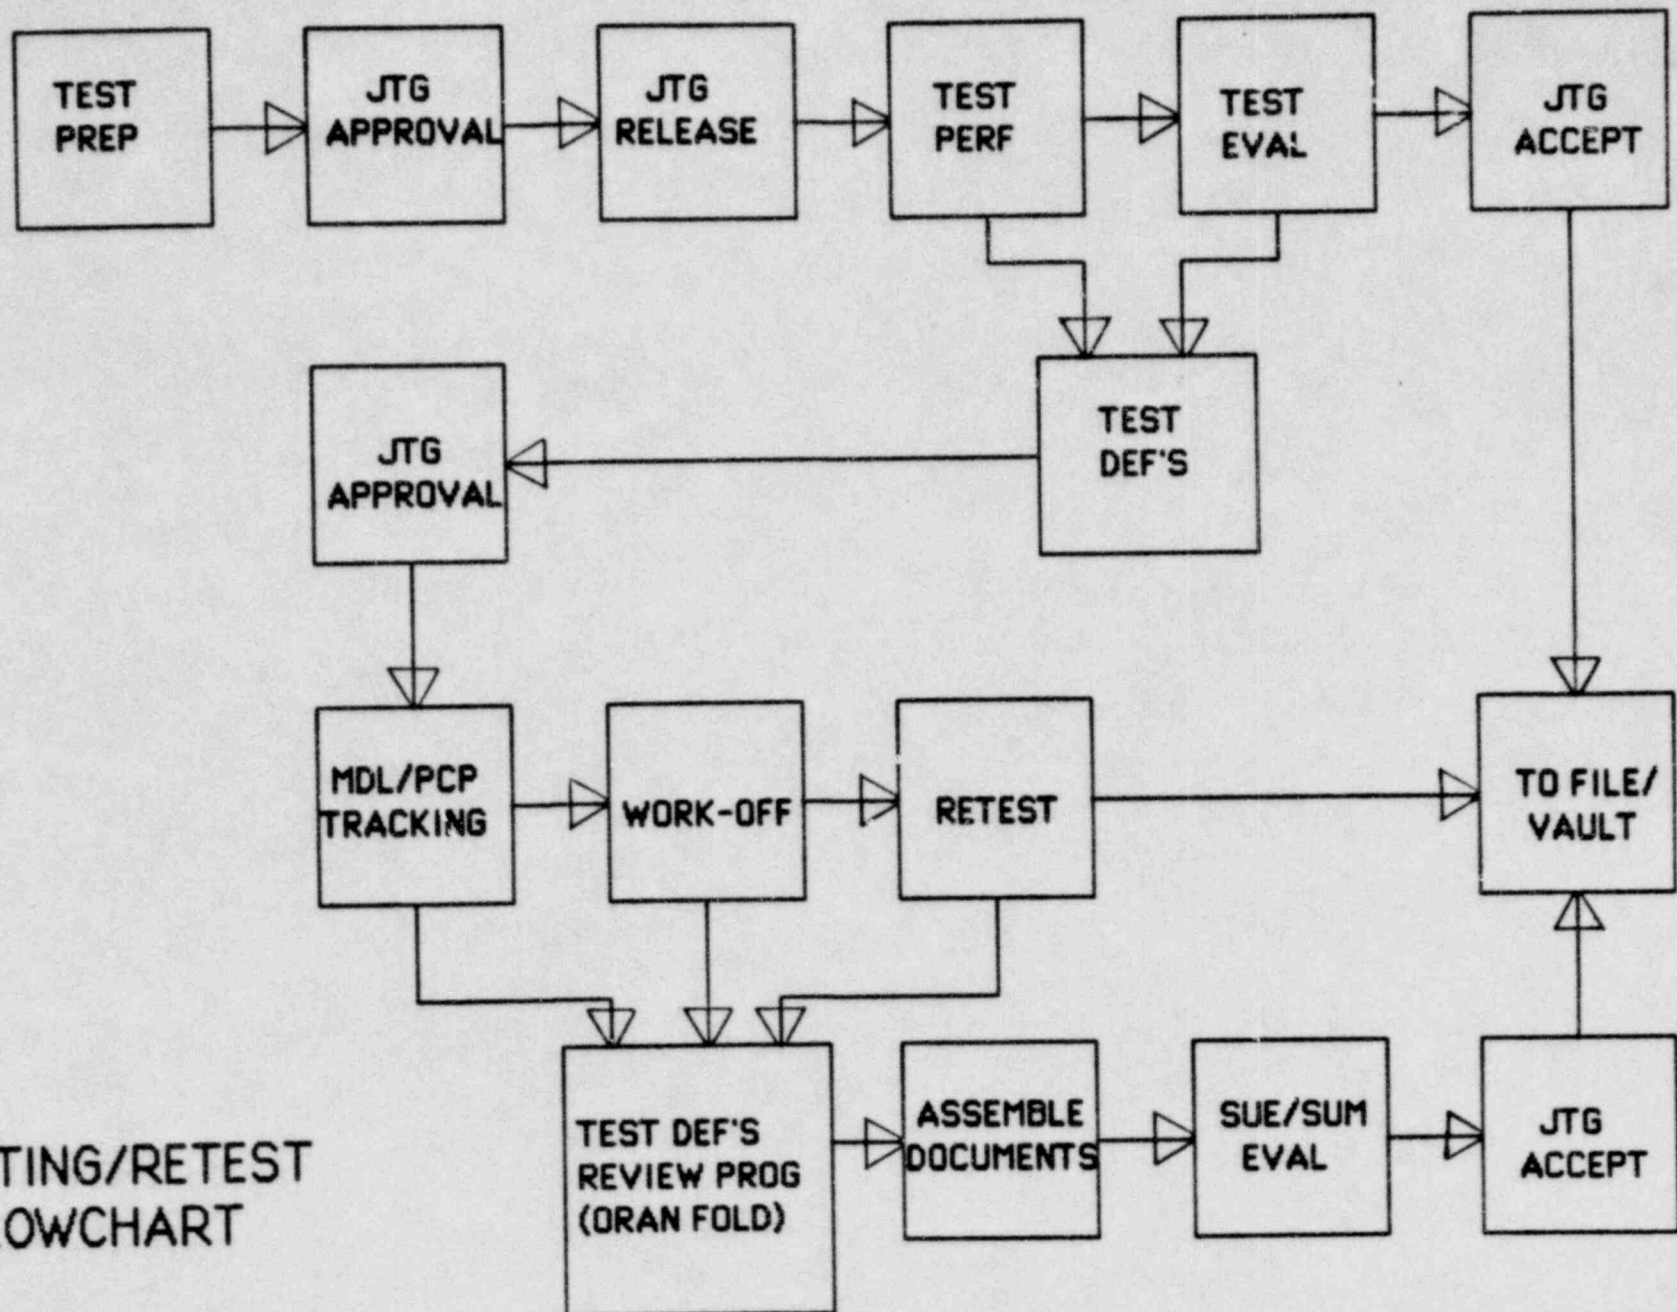 TEST
PREP
JTG
APPROVAL
JTG
RELEASE
TEST
PERF
TEST
EVAL
JTG
ACCEPT
JTG
APPROVAL
TEST
DEF'S
MDL/PCP
TRACKING
WORK-OFF
RETEST
TO FILE/
VAULT
TEST DEF'S
REVIEW PROG
(ORAN FOLD)
ASSEMBLE
DOCUMENTS
SUE/SUM
EVAL
JTG
ACCEPT
TING/RETEST
OWCHART